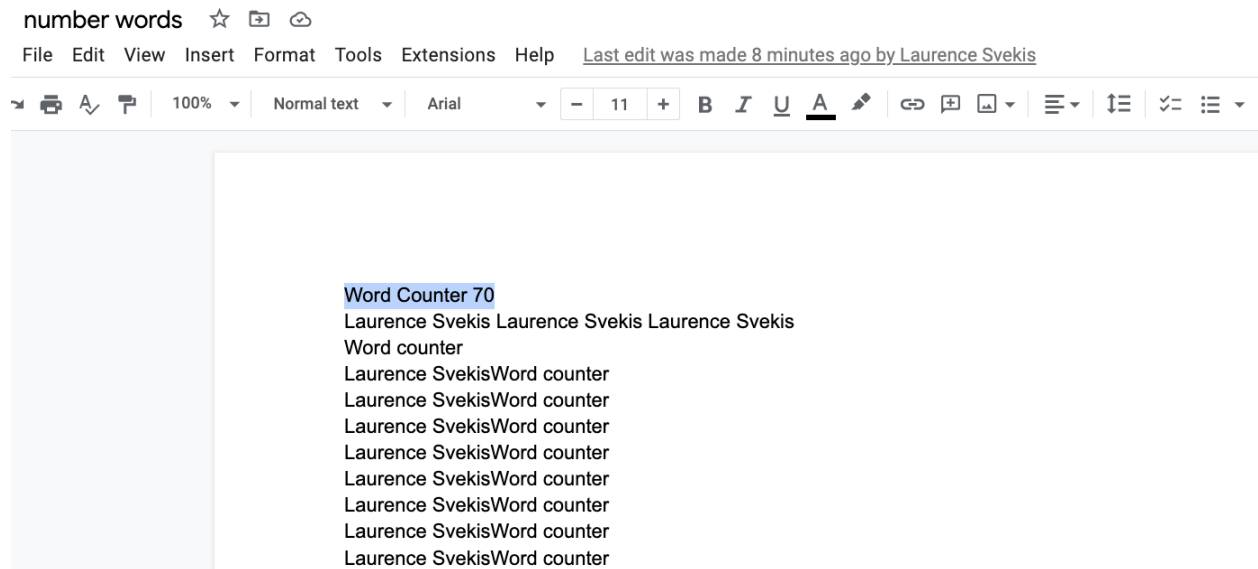 number words
File Edit View Insert Format Tools Extensions Help Last edit was made 8 minutes ago by Laurence Svekis
100% Normal text Arial 11 B I U A
Word Counter 70
Laurence Svekis Laurence Svekis Laurence Svekis
Word counter
Laurence SvekisWord counter
Laurence SvekisWord counter
Laurence SvekisWord counter
Laurence SvekisWord counter
Laurence SvekisWord counter
Laurence SvekisWord counter
Laurence SvekisWord counter
Laurence SvekisWord counter